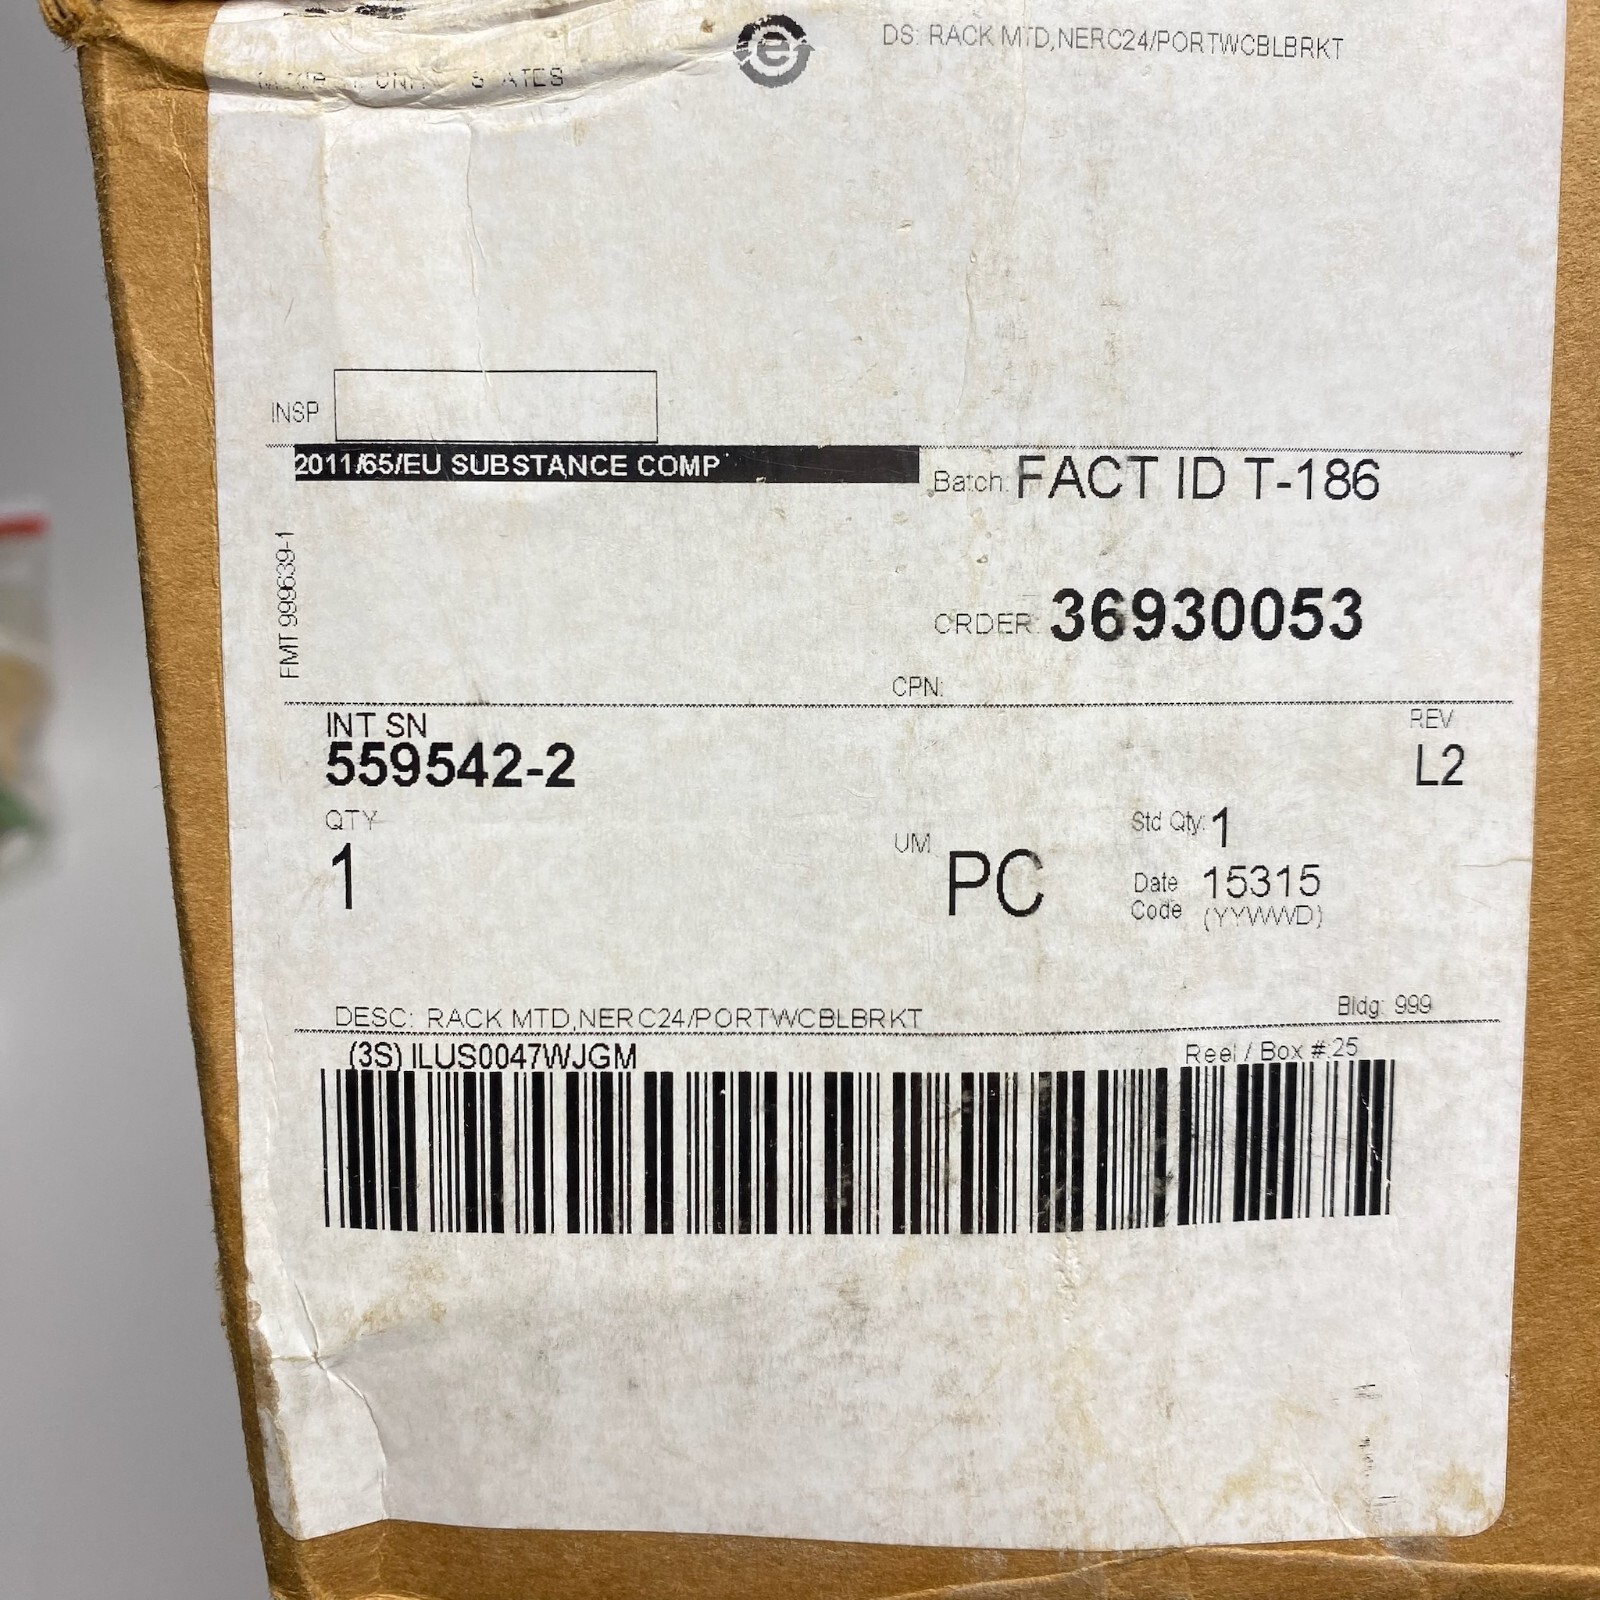 DS: RACK MTD,NERC24/PORTWCBLBRKT
INSP
2011/65/EU SUBSTANCE COMP
Batch: FACT ID T-186
FMT 999639-1
ORDER: 36930053
CPN:
INT SN
559542-2
REV
L2
QTY
1
UM
PC
Std Qty: 1
Date Code 15315
(YYWWD)
DESC: RACK MTD,NERC24/PORTWCBLBRKT
Bldg: 999
(3S) ILUS0047WJGM
Reel / Box #:25